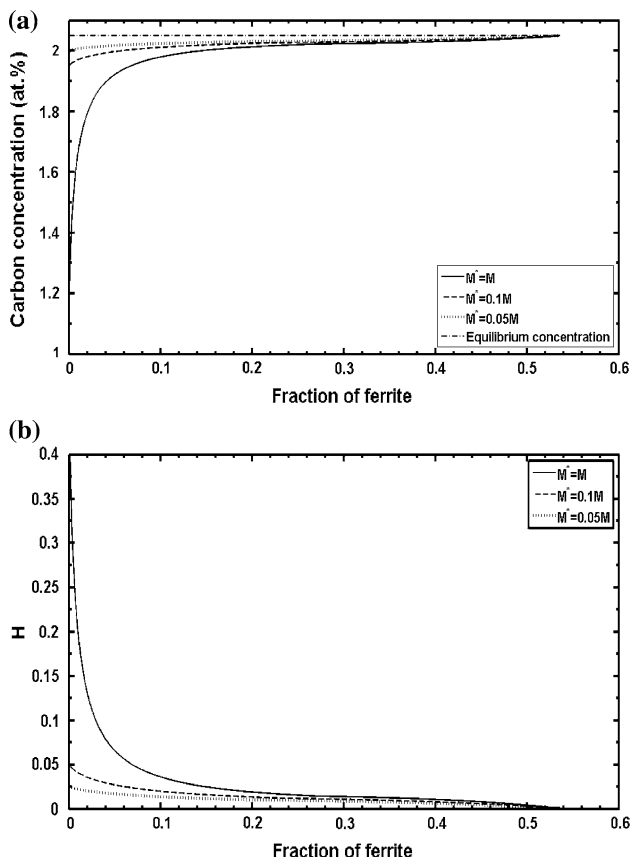 (a)
Carbon concentration (at.%)
2.2
2
1.8
1.6
1.4
1.2
1
M*=M
M*=0.1M
M*=0.05M
Equilibrium concentration
0 0.1 0.2 0.3 0.4 0.5 0.6
Fraction of ferrite
(b)
H
0.4
0.35
0.3
0.25
0.2
0.15
0.1
0.05
0
M*=M
M*=0.1M
M*=0.05M
0 0.1 0.2 0.3 0.4 0.5 0.6
Fraction of ferrite